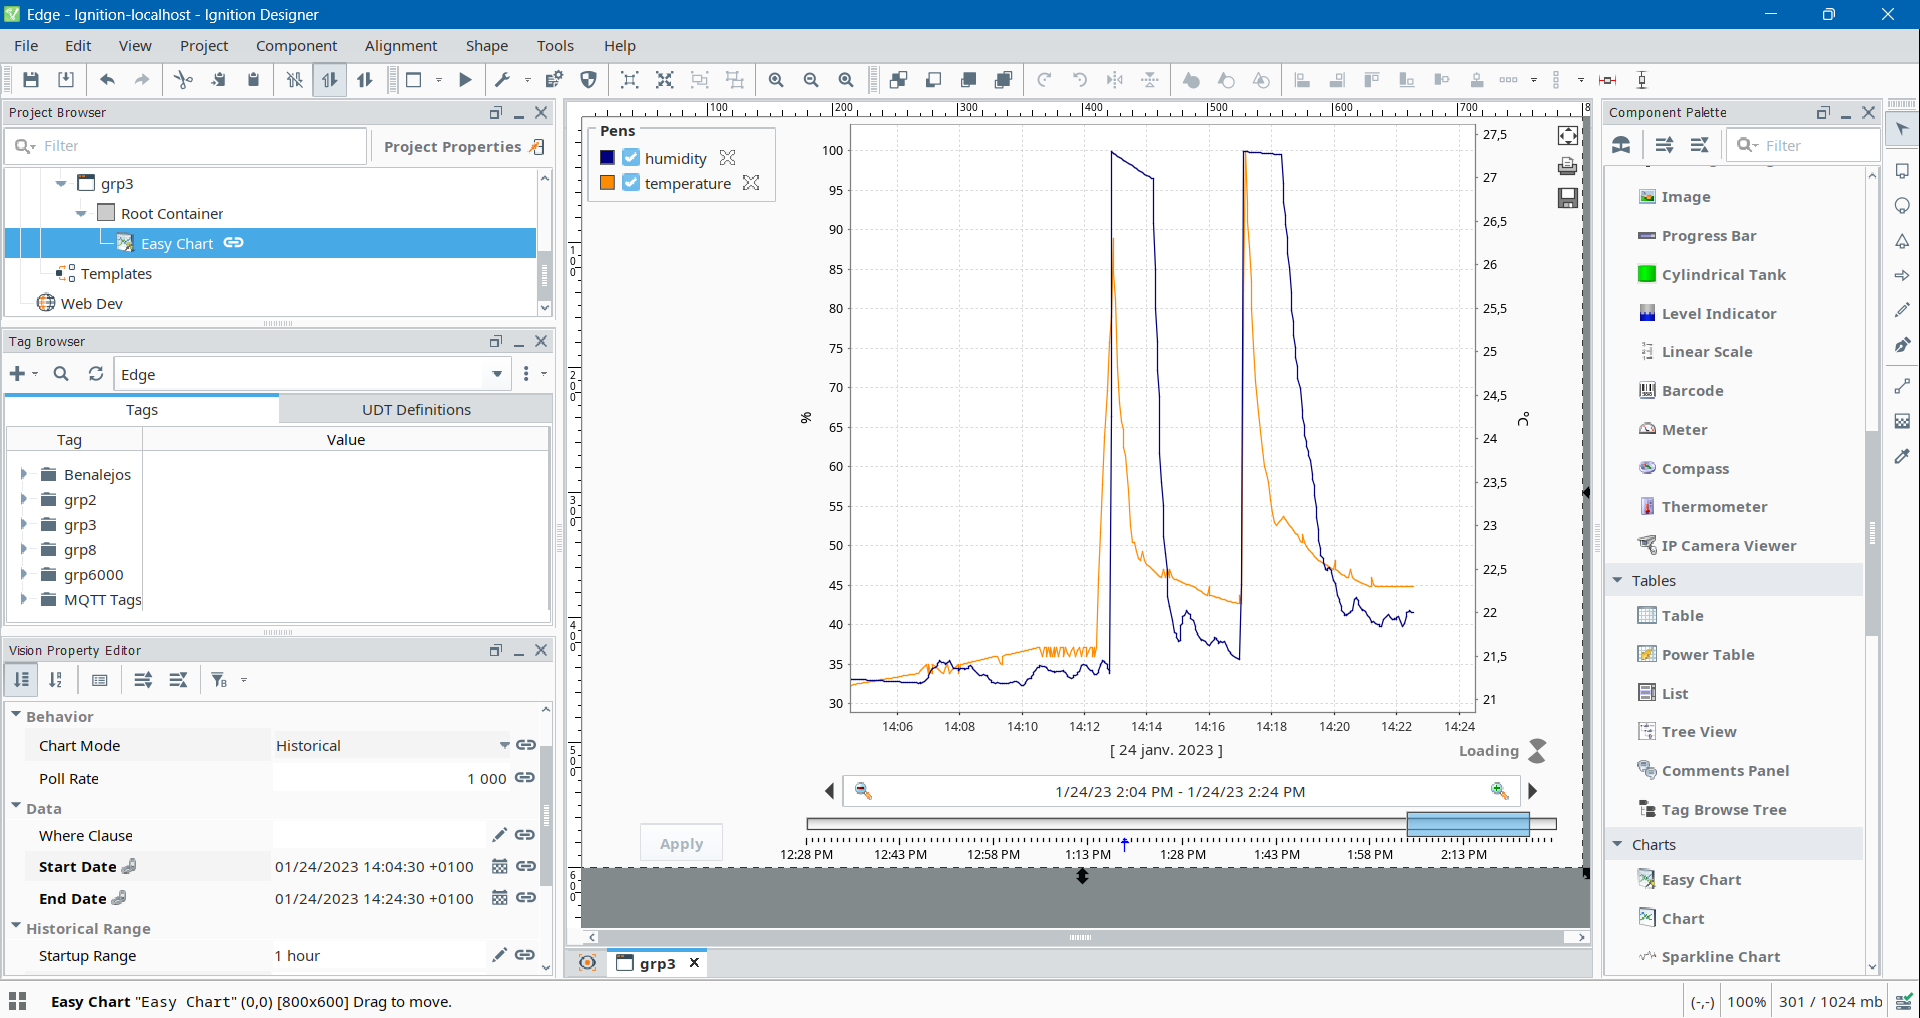 Edge - Ignition-localhost - Ignition Designer
File Edit View Project Component Alignment Shape Tools Help
Project Browser
Filter
Project Properties
grp3
Root Container
Easy Chart
Templates
Web Dev
Tag Browser
Edge
Tags UDT Definitions
Tag Value
Benalejos
grp2
grp3
grp8
grp6000
MQTT Tags
Vision Property Editor
Behavior
Chart Mode Historical
Poll Rate 1 000
Data
Where Clause
Start Date 01/24/2023 14:04:30 +0100
End Date 01/24/2023 14:24:30 +0100
Historical Range
Startup Range 1 hour
100 200 300 400 500 600 700 8
100
200
300
400
500
600
Pens
humidity
temperature
100
95
90
85
80
75
70
65
60
55
50
45
40
35
30
%
27,5
27
26,5
26
25,5
25
24,5
24
23,5
23
22,5
22
21,5
21
°C
14:06 14:08 14:10 14:12 14:14 14:16 14:18 14:20 14:22 14:24
[ 24 janv. 2023 ]
Loading
1/24/23 2:04 PM - 1/24/23 2:24 PM
Apply
12:28 PM 12:43 PM 12:58 PM 1:13 PM 1:28 PM 1:43 PM 1:58 PM 2:13 PM
grp3
Component Palette
Filter
Image
Progress Bar
Cylindrical Tank
Level Indicator
Linear Scale
Barcode
Meter
Compass
Thermometer
IP Camera Viewer
Tables
Table
Power Table
List
Tree View
Comments Panel
Tag Browse Tree
Charts
Easy Chart
Chart
Sparkline Chart
Easy Chart "Easy Chart" (0,0) [800x600] Drag to move.
(-,-) 100% 301 / 1024 mb